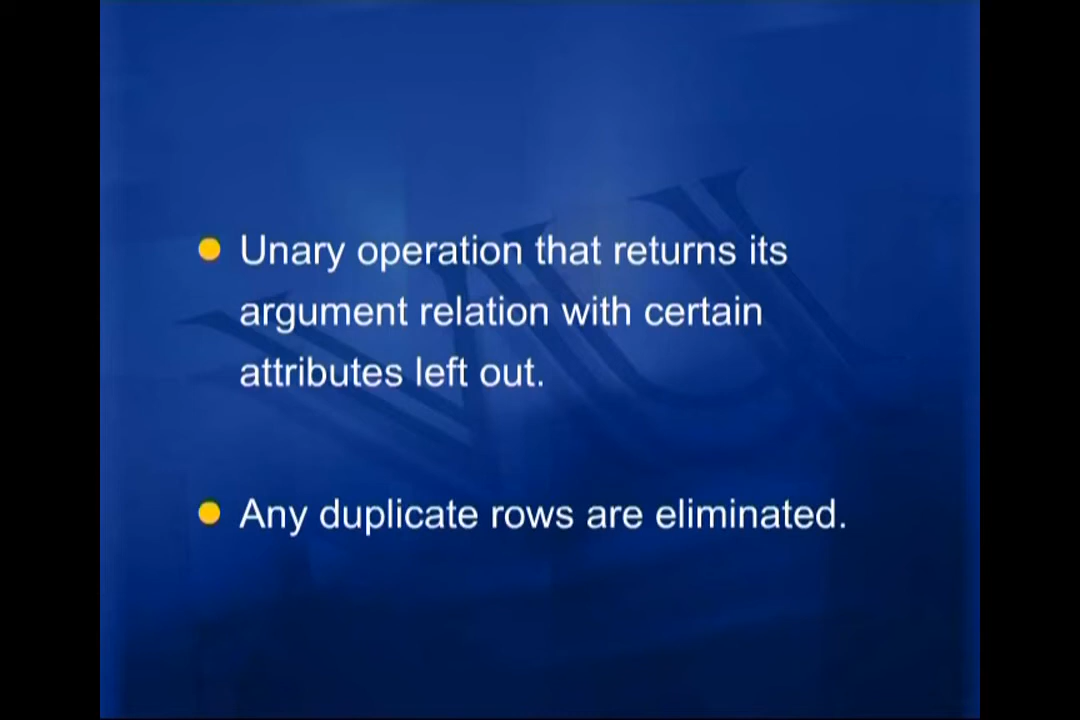 Unary operation that returns its
argument relation with certain
attributes left out.
Any duplicate rows are eliminated.